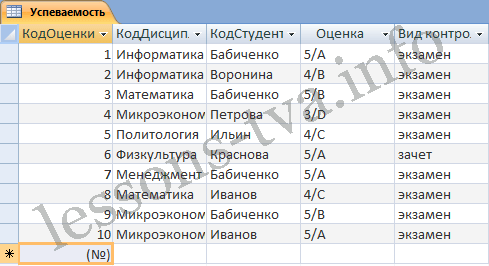 Успеваемость
КодОценки КодДисцип. КодСтудент Оценка Вид контро.
1 Информатика Бабиченко 5/A экзамен
2 Информатика Воронина 4/B экзамен
3 Математика Бабиченко 5/B экзамен
4 Микроэконом Петрова 3/D экзамен
5 Политология Ильин 4/C экзамен
6 Физкультура Краснова 5/A зачет
7 Менеджмент Бабиченко 5/A экзамен
8 Математика Иванов 4/C экзамен
9 Микроэконом Бабиченко 5/B экзамен
10 Микроэконом Иванов 5/A экзамен
* (№)
lessons-tva.info